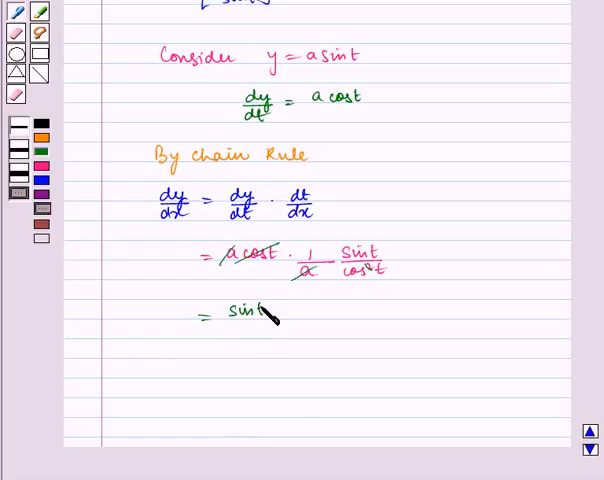 Consider y = a sint
dy/dt = a cost
By chain Rule
dy/dx = dy/dt · dt/dx
= a cost · 1/a sint/cos²t
= sint